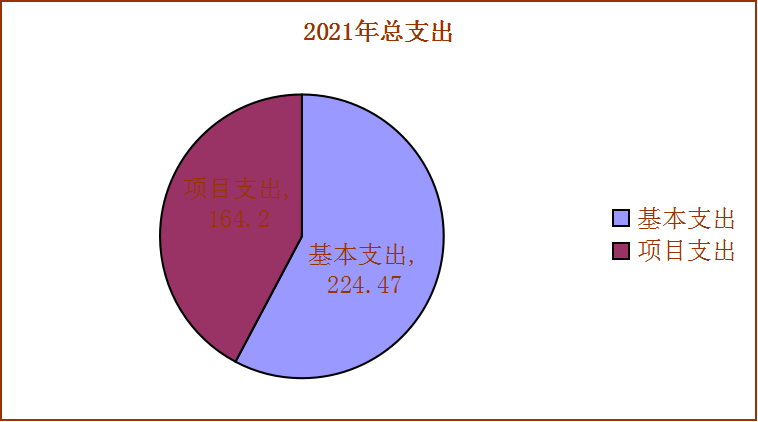 2021年总支出
项目支出,
164.2
基本支出,
224.47
基本支出
项目支出